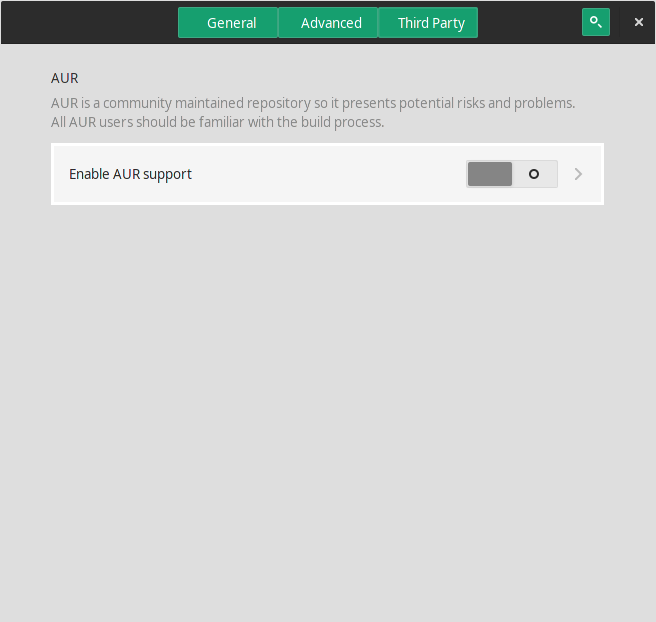 General
Advanced
Third Party
AUR
AUR is a community maintained repository so it presents potential risks and problems.
All AUR users should be familiar with the build process.
Enable AUR support